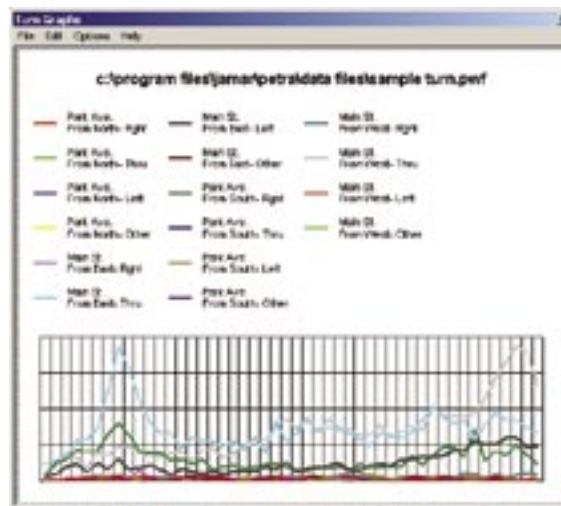 Turn Graphs
File Edit Options Help
c:\program files\jamar\petra\data files\sample turn.pwf
Park Ave.
From North- Right
Park Ave.
From North- Thru
Park Ave.
From North- Left
Park Ave.
From North- Other
Main St.
From East- Right
Main St.
From East- Thru
Main St.
From East- Left
Main St.
From East- Other
Park Ave.
From South- Right
Park Ave.
From South- Thru
Park Ave.
From South- Left
Park Ave.
From South- Other
Main St.
From West- Right
Main St.
From West- Thru
Main St.
From West- Left
Main St.
From West- Other